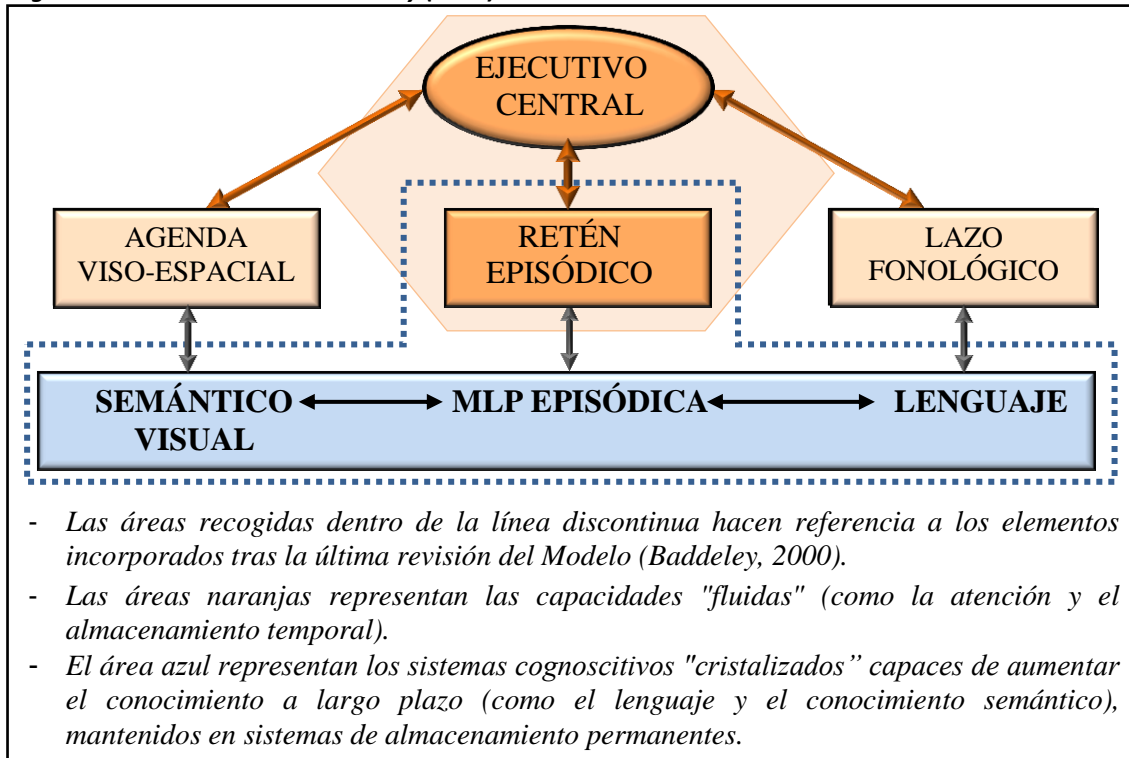 EJECUTIVO
CENTRAL
AGENDA
VISO-ESPACIAL
RETÉN
EPISÓDICO
LAZO
FONOLÓGICO
SEMÁNTICO
VISUAL
MLP EPISÓDICA
LENGUAJE
- Las áreas recogidas dentro de la línea discontinua hacen referencia a los elementos
incorporados tras la última revisión del Modelo (Baddeley, 2000).
- Las áreas naranjas representan las capacidades "fluidas" (como la atención y el
almacenamiento temporal).
- El área azul representan los sistemas cognoscitivos "cristalizados” capaces de aumentar
el conocimiento a largo plazo (como el lenguaje y el conocimiento semántico),
mantenidos en sistemas de almacenamiento permanentes.